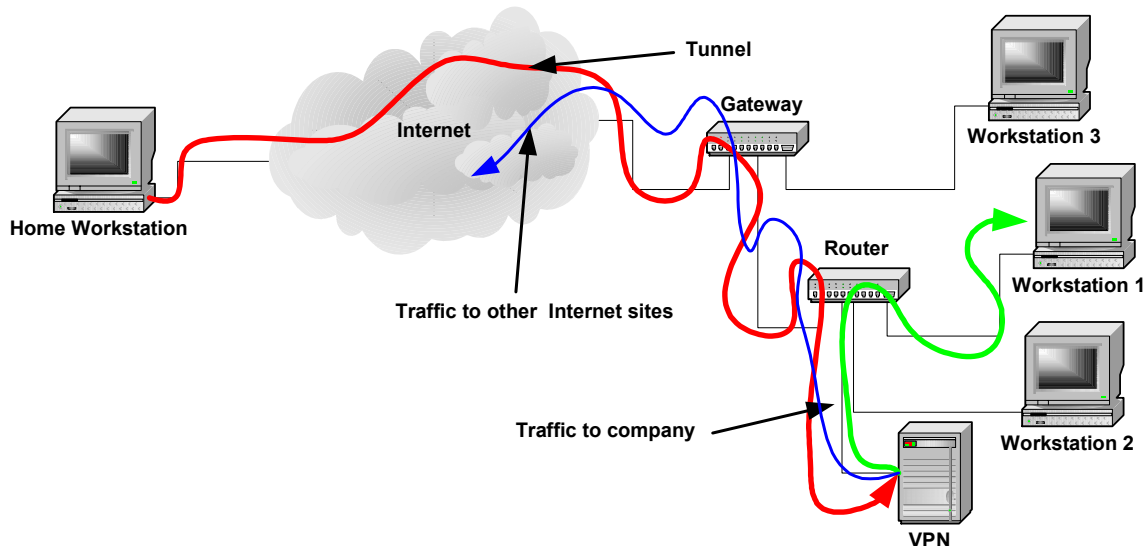 Tunnel
Gateway
Workstation 3
Internet
Home Workstation
Router
Workstation 1
Traffic to other Internet sites
Traffic to company
Workstation 2
VPN